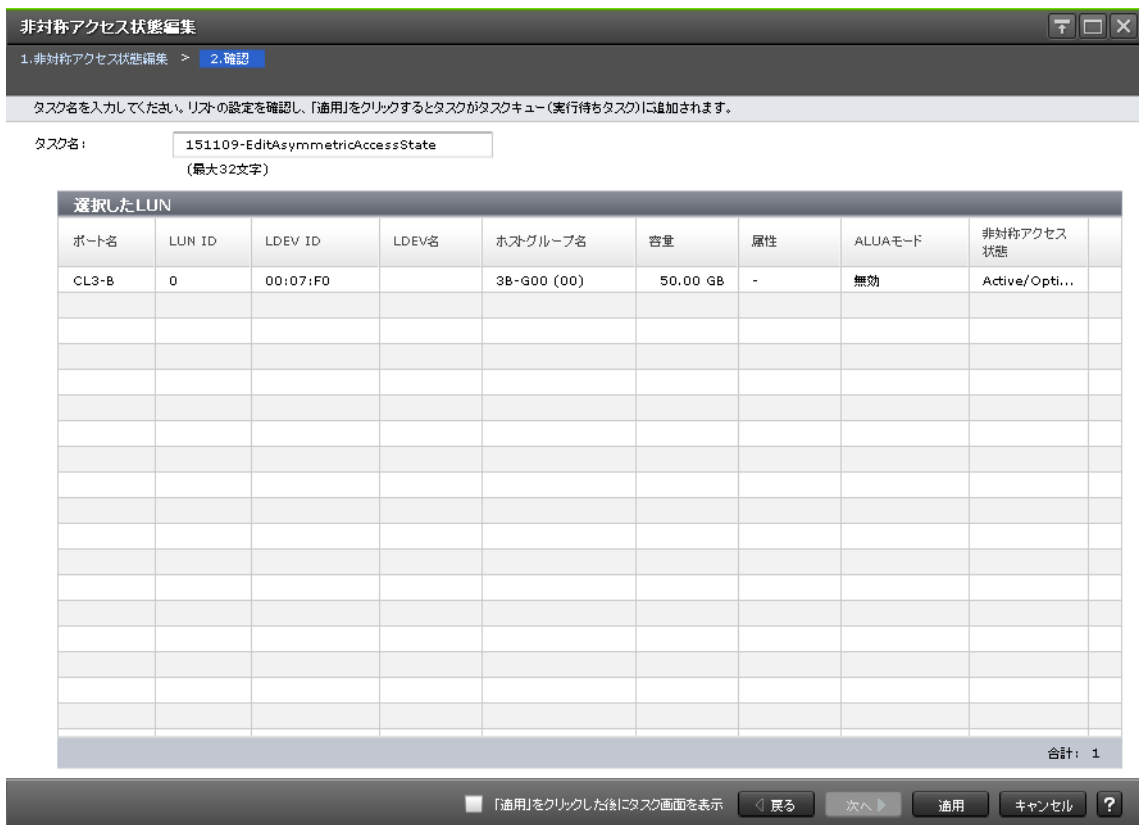 非対称アクセス状態編集
1.非対称アクセス状態編集 > 2.確認
タスク名を入力してください。リストの設定を確認し、「適用」をクリックするとタスクがタスクキュー(実行待ちタスク)に追加されます。
タスク名: 151109-EditAsymmetricAccessState
(最大32文字)
選択したLUN
ポート名 LUN ID LDEV ID LDEV名 ホストグループ名 容量 属性 ALUAモード 非対称アクセス
状態
CL3-B 0 00:07:F0 3B-G00 (00) 50.00 GB - 無効 Active/Opti...
合計: 1
「適用」をクリックした後にタスク画面を表示 戻る 次へ 適用 キャンセル ?